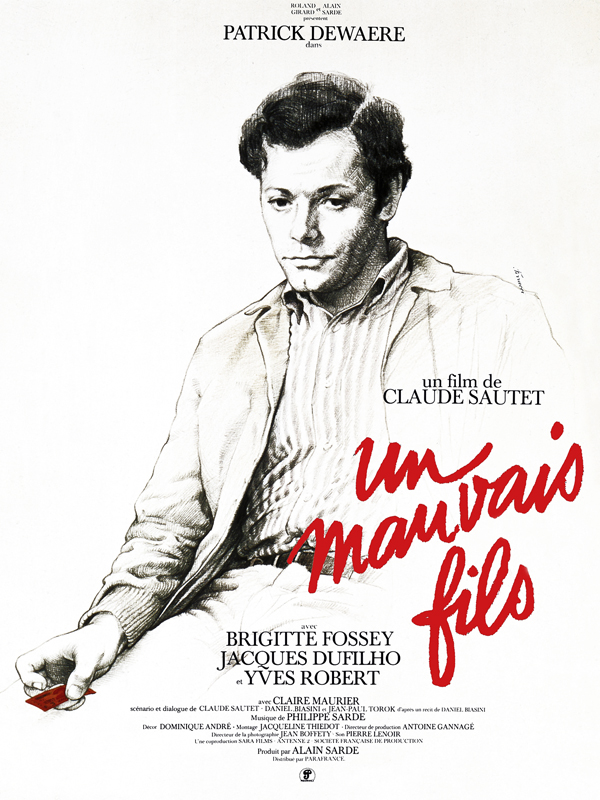 ROLAND et ALAIN
GIRARD SARDE
présentent
PATRICK DEWAERE
dans
un film de
CLAUDE SAUTET
un
mauvais
fils
avec
BRIGITTE FOSSEY
JACQUES DUFILHO
et YVES ROBERT
avec CLAIRE MAURIER
scénario et dialogue de CLAUDE SAUTET - DANIEL BIASINI et JEAN-PAUL TOROK d'après un récit de DANIEL BIASINI
Musique de PHILIPPE SARDE
Décor DOMINIQUE ANDRÉ - Montage JACQUELINE THIEDOT - Directeur de production ANTOINE GANNAGÉ
Directeur de la photographie JEAN BOFFETY - Son PIERRE LENOIR
Une coproduction SARA FILMS - ANTENNE 2 - SOCIÉTÉ FRANÇAISE DE PRODUCTION
Produit par ALAIN SARDE
Distribué par PARAFRANCE.